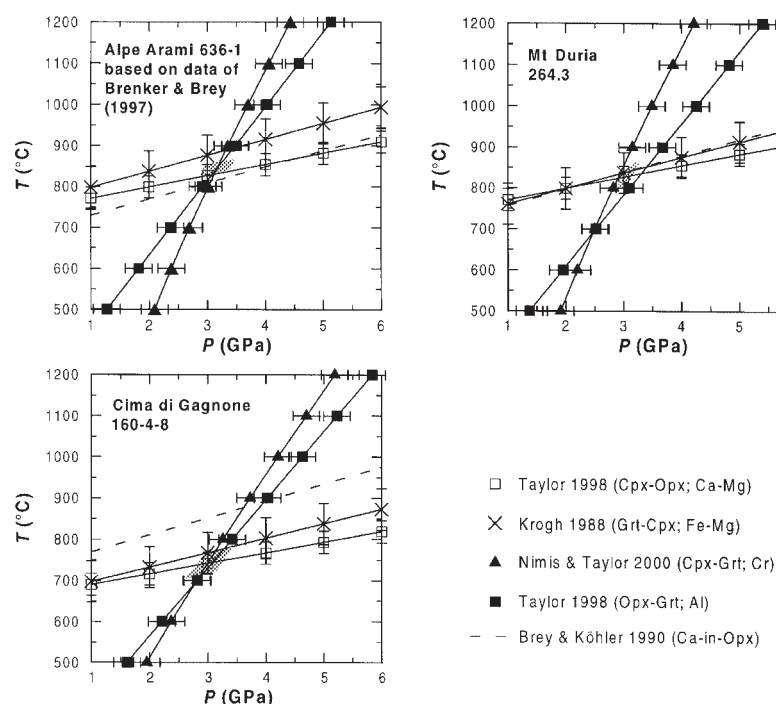 1200
1100
1000
900
800
700
600
500
T (°C)
Alpe Arami 636-1
based on data of
Brenker & Brey
(1997)
1 2 3 4 5 6
P (GPa)
1200
1100
1000
900
800
700
600
500
T (°C)
Mt Duria
264.3
1 2 3 4 5
P (GPa)
1200
1100
1000
900
800
700
600
500
T (°C)
Cima di Gagnone
160-4-8
1 2 3 4 5 6
P (GPa)
Taylor 1998 (Cpx-Opx; Ca-Mg)
Krogh 1988 (Grt-Cpx; Fe-Mg)
Nimis & Taylor 2000 (Cpx-Grt; Cr)
Taylor 1998 (Opx-Grt; Al)
Brey & Köhler 1990 (Ca-in-Opx)